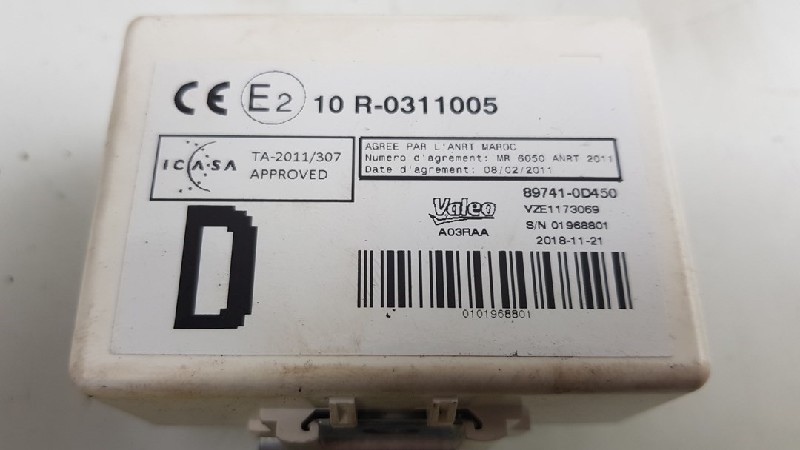 CE E2 10 R-0311005
ICASA
TA-2011/307
APPROVED
AGREE PAR L'ANRT MAROC
Numero d'agrement: MR 6050 ANRT 2011
Date d'agrement: 08/02/2011
D
Valeo
A03RAA
89741-0D450
VZE1173069
S/N 01968801
2018-11-21
0101968801